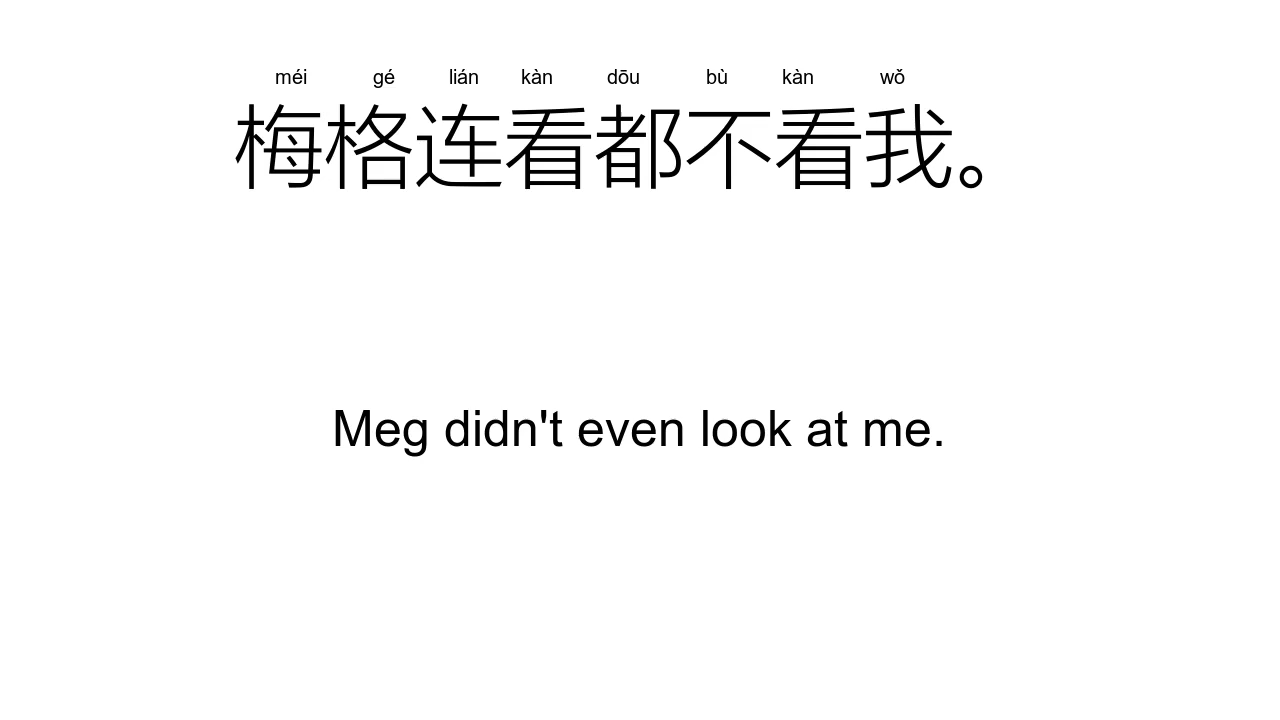 méi gé lián kàn dōu bù kàn wǒ
梅格连看都不看我。
Meg didn't even look at me.